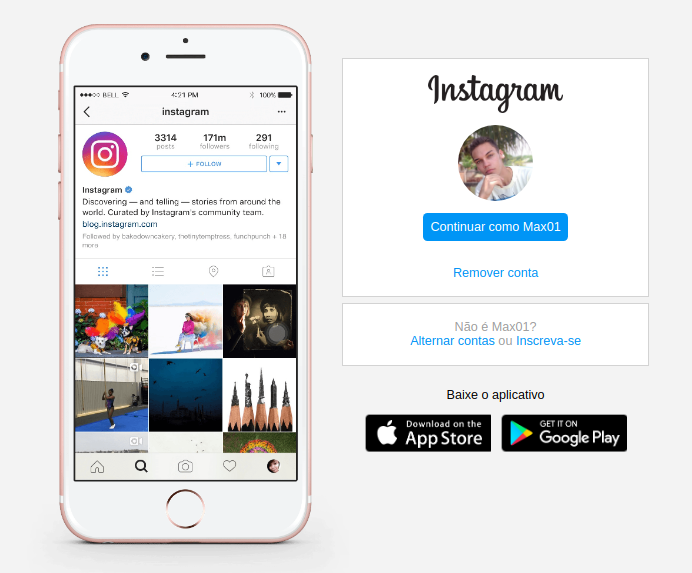 BELL
4:21 PM
100%
instagram
3314 171m 291
posts followers following
+ FOLLOW
Instagram
Discovering — and telling — stories from around the
world. Curated by Instagram's community team.
blog.instagram.com
Followed by bakedowncakery, thetinytemptress, funchpunch + 18
more
Instagram
Continuar como Max01
Remover conta
Não é Max01?
Alternar contas ou Inscreva-se
Baixe o aplicativo
Download on the
App Store
GET IT ON
Google Play